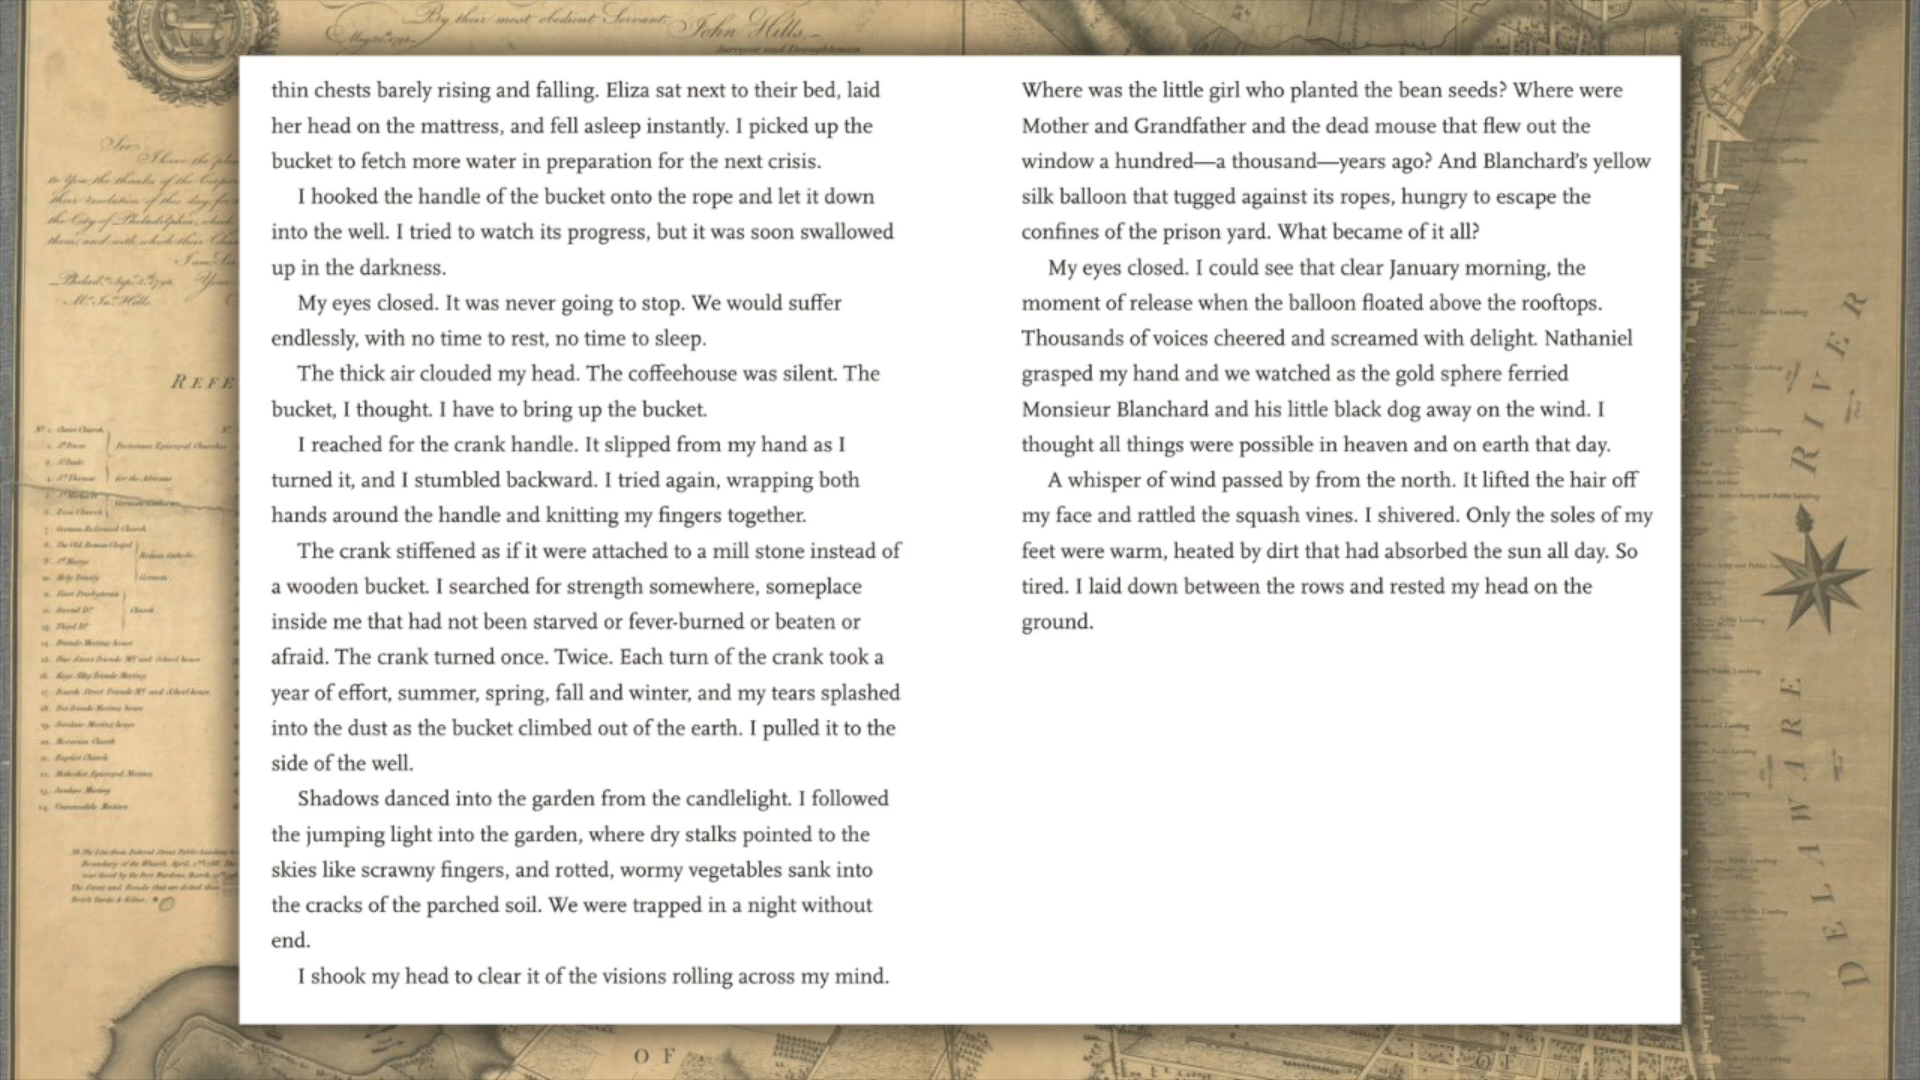 By their most obedient Servant,
John Hills,
Surveyor and Draughtsman.
thin chests barely rising and falling. Eliza sat next to their bed, laid
her head on the mattress, and fell asleep instantly. I picked up the
bucket to fetch more water in preparation for the next crisis.
I hooked the handle of the bucket onto the rope and let it down
into the well. I tried to watch its progress, but it was soon swallowed
up in the darkness.
My eyes closed. It was never going to stop. We would suffer
endlessly, with no time to rest, no time to sleep.
The thick air clouded my head. The coffeehouse was silent. The
bucket, I thought. I have to bring up the bucket.
I reached for the crank handle. It slipped from my hand as I
turned it, and I stumbled backward. I tried again, wrapping both
hands around the handle and knitting my fingers together.
The crank stiffened as if it were attached to a mill stone instead of
a wooden bucket. I searched for strength somewhere, someplace
inside me that had not been starved or fever-burned or beaten or
afraid. The crank turned once. Twice. Each turn of the crank took a
year of effort, summer, spring, fall and winter, and my tears splashed
into the dust as the bucket climbed out of the earth. I pulled it to the
side of the well.
Shadows danced into the garden from the candlelight. I followed
the jumping light into the garden, where dry stalks pointed to the
skies like scrawny fingers, and rotted, wormy vegetables sank into
the cracks of the parched soil. We were trapped in a night without
end.
I shook my head to clear it of the visions rolling across my mind.
Where was the little girl who planted the bean seeds? Where were
Mother and Grandfather and the dead mouse that flew out the
window a hundred—a thousand—years ago? And Blanchard's yellow
silk balloon that tugged against its ropes, hungry to escape the
confines of the prison yard. What became of it all?
My eyes closed. I could see that clear January morning, the
moment of release when the balloon floated above the rooftops.
Thousands of voices cheered and screamed with delight. Nathaniel
grasped my hand and we watched as the gold sphere ferried
Monsieur Blanchard and his little black dog away on the wind. I
thought all things were possible in heaven and on earth that day.
A whisper of wind passed by from the north. It lifted the hair off
my face and rattled the squash vines. I shivered. Only the soles of my
feet were warm, heated by dirt that had absorbed the sun all day. So
tired. I laid down between the rows and rested my head on the
ground.
REFE
DELAWARE RIVER
OF
OF